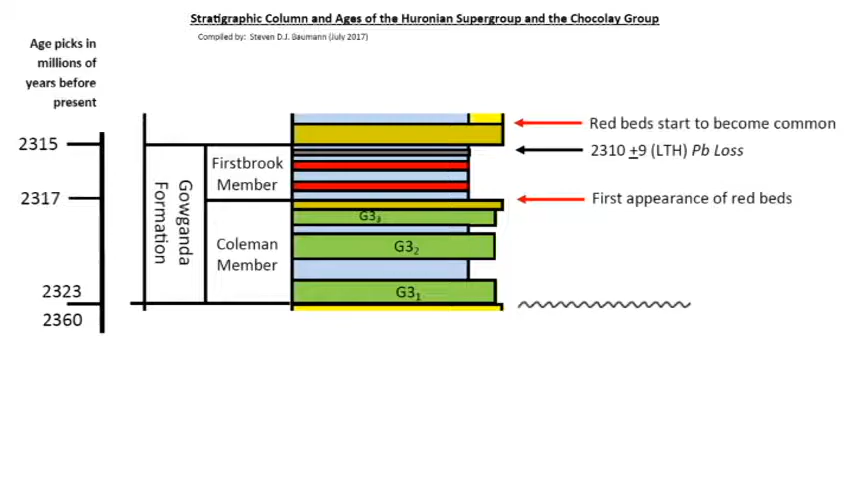 Stratigraphic Column and Ages of the Huronian Supergroup and the Chocolay Group
Compiled by: Steven D.J. Baumann (July 2017)
Age picks in
millions of
years before
present
Red beds start to become common
2315
2310 +9 (LTH) Pb Loss
Firstbrook
Member
2317
First appearance of red beds
Gowganda
Formation
G3₃
Coleman
Member
G3₂
2323
G3₁
2360